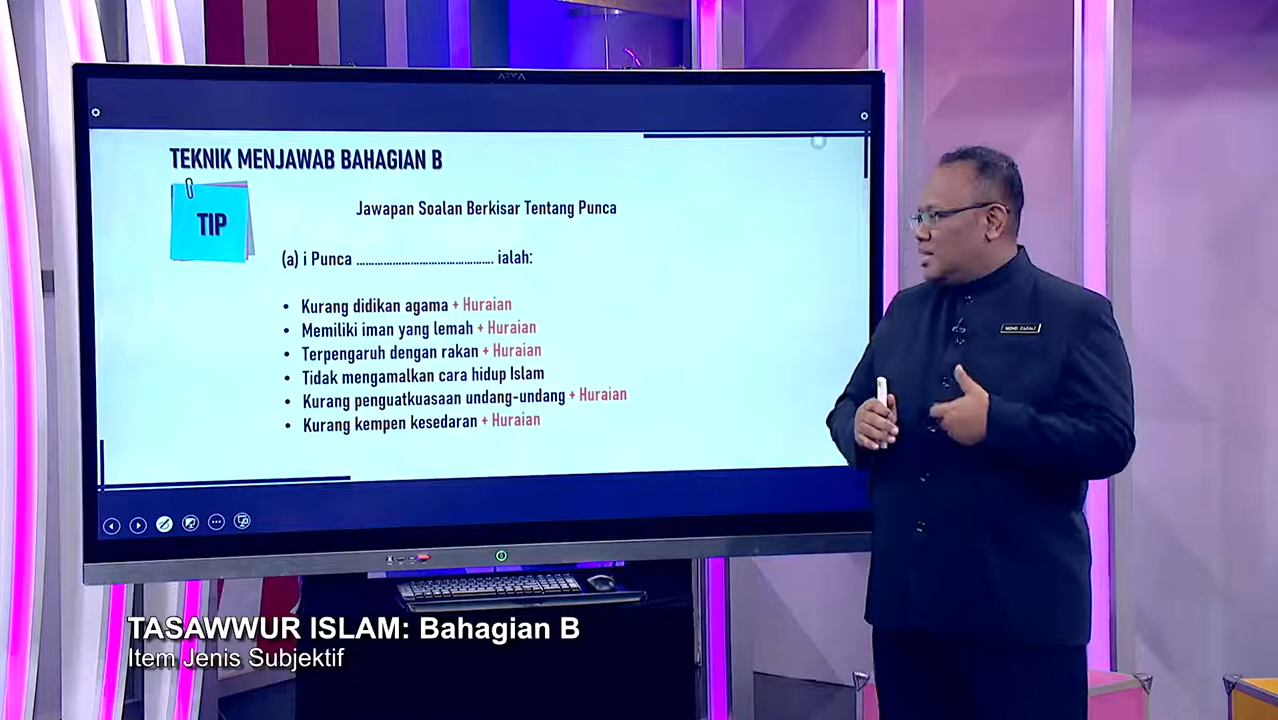 TEKNIK MENJAWAB BAHAGIAN B
TIP
Jawapan Soalan Berkisar Tentang Punca
(a) i Punca ................................................ ialah:
• Kurang didikan agama + Huraian
• Memiliki iman yang lemah + Huraian
• Terpengaruh dengan rakan + Huraian
• Tidak mengamalkan cara hidup Islam
• Kurang penguatkuasaan undang-undang + Huraian
• Kurang kempen kesedaran + Huraian
MOHD ZAZALI
TASAWWUR ISLAM: Bahagian B
Item Jenis Subjektif